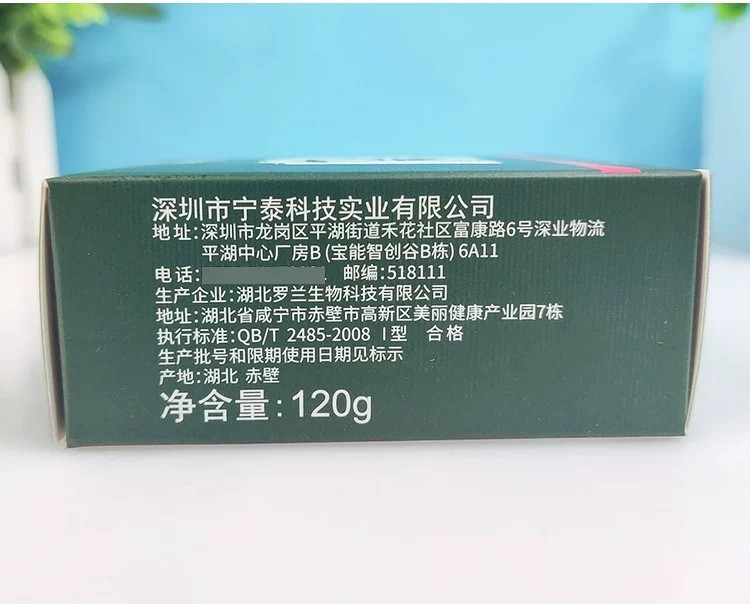 深圳市宁泰科技实业有限公司
地址:深圳市龙岗区平湖街道禾花社区富康路6号深业物流
平湖中心厂房B (宝能智创谷B栋) 6A11
电话: 邮编:518111
生产企业:湖北罗兰生物科技有限公司
地址:湖北省咸宁市赤壁市高新区美丽健康产业园7栋
执行标准:QB/T 2485-2008 I型 合格
生产批号和限期使用日期见标示
产地:湖北 赤壁
净含量:120g